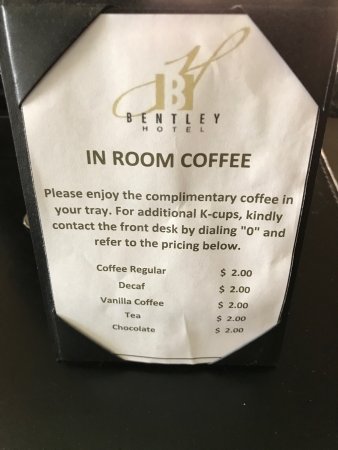 BH
BENTLEY
HOTEL
IN ROOM COFFEE
Please enjoy the complimentary coffee in
your tray. For additional K-cups, kindly
contact the front desk by dialing "0" and
refer to the pricing below.
Coffee Regular $ 2.00
Decaf $ 2.00
Vanilla Coffee $ 2.00
Tea $ 2.00
Chocolate $ 2.00